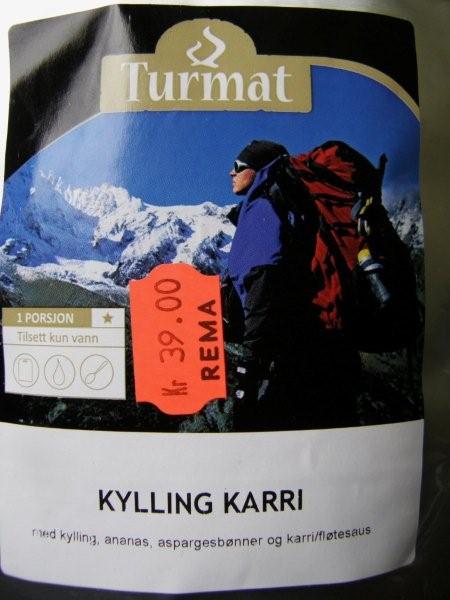 Turmat
1 PORSJON
Tilsett kun vann
Kr 39.00
REMA
KYLLING KARRI
med kylling, ananas, aspargesbønner og karri/fløtesaus